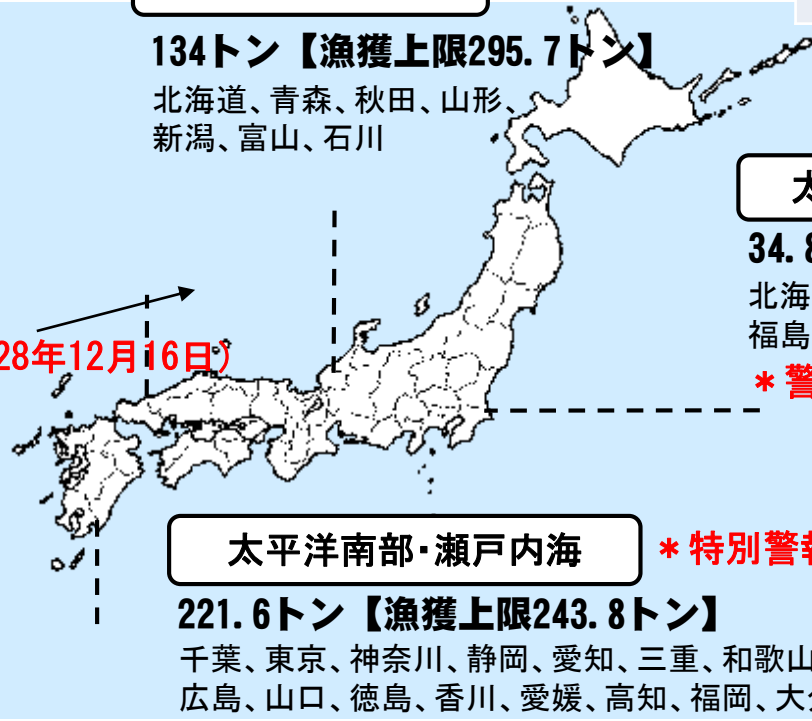 134トン【漁獲上限295.7トン】
北海道、青森、秋田、山形、
新潟、富山、石川
太
34.8
北海
福島
28年12月16日）
＊警
太平洋南部・瀬戸内海
＊特別警報
221.6トン【漁獲上限243.8トン】
千葉、東京、神奈川、静岡、愛知、三重、和歌山
広島、山口、徳島、香川、愛媛、高知、福岡、大分